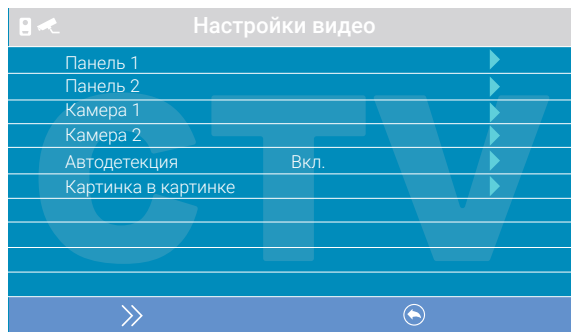 Настройки видео
Панель 1
Панель 2
Камера 1
Камера 2
Автодетекция Вкл.
Картинка в картинке
CTV